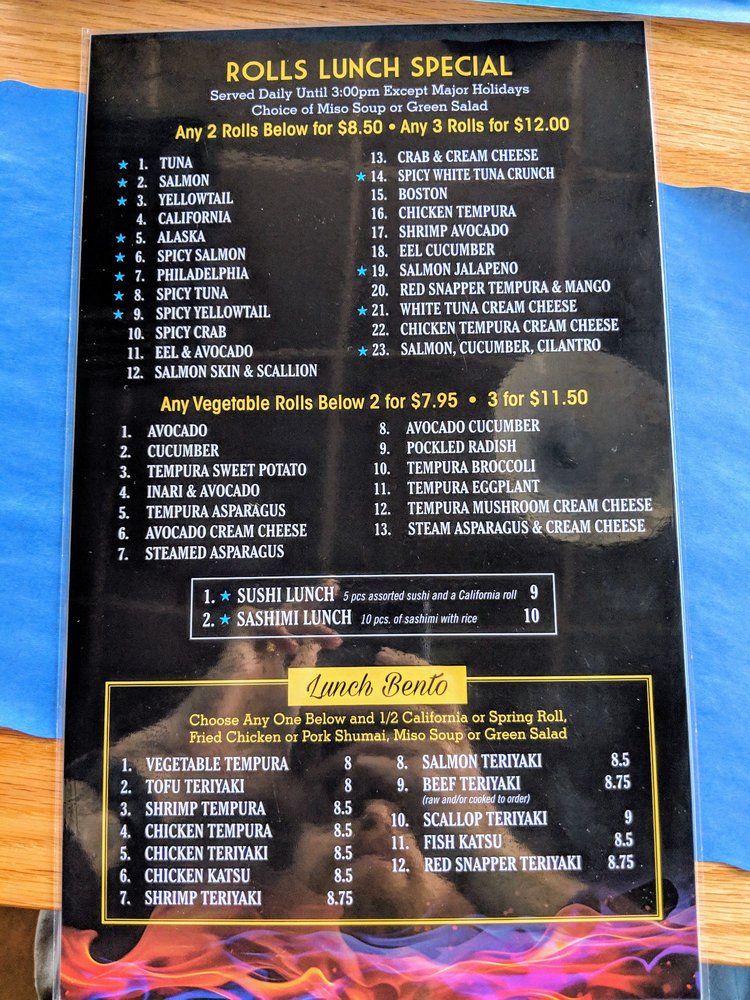 ROLLS LUNCH SPECIAL
Served Daily Until 3:00pm Except Major Holidays
Choice of Miso Soup or Green Salad
Any 2 Rolls Below for $8.50 • Any 3 Rolls for $12.00
★ 1. TUNA
★ 2. SALMON
★ 3. YELLOWTAIL
4. CALIFORNIA
★ 5. ALASKA
★ 6. SPICY SALMON
★ 7. PHILADELPHIA
★ 8. SPICY TUNA
★ 9. SPICY YELLOWTAIL
10. SPICY CRAB
11. EEL & AVOCADO
12. SALMON SKIN & SCALLION
13. CRAB & CREAM CHEESE
★ 14. SPICY WHITE TUNA CRUNCH
15. BOSTON
16. CHICKEN TEMPURA
17. SHRIMP AVOCADO
18. EEL CUCUMBER
★ 19. SALMON JALAPENO
20. RED SNAPPER TEMPURA & MANGO
★ 21. WHITE TUNA CREAM CHEESE
22. CHICKEN TEMPURA CREAM CHEESE
★ 23. SALMON, CUCUMBER, CILANTRO
Any Vegetable Rolls Below 2 for $7.95 • 3 for $11.50
1. AVOCADO
2. CUCUMBER
3. TEMPURA SWEET POTATO
4. INARI & AVOCADO
5. TEMPURA ASPARAGUS
6. AVOCADO CREAM CHEESE
7. STEAMED ASPARAGUS
8. AVOCADO CUCUMBER
9. POCKLED RADISH
10. TEMPURA BROCCOLI
11. TEMPURA EGGPLANT
12. TEMPURA MUSHROOM CREAM CHEESE
13. STEAM ASPARAGUS & CREAM CHEESE
1. ★ SUSHI LUNCH 5 pcs assorted sushi and a California roll 9
2. ★ SASHIMI LUNCH 10 pcs. of sashimi with rice 10
Lunch Bento
Choose Any One Below and 1/2 California or Spring Roll,
Fried Chicken or Pork Shumai, Miso Soup or Green Salad
1. VEGETABLE TEMPURA 8
2. TOFU TERIYAKI 8
3. SHRIMP TEMPURA 8.5
4. CHICKEN TEMPURA 8.5
5. CHICKEN TERIYAKI 8.5
6. CHICKEN KATSU 8.5
7. SHRIMP TERIYAKI 8.75
8. SALMON TERIYAKI 8.5
9. BEEF TERIYAKI 8.75
(raw and/or cooked to order)
10. SCALLOP TERIYAKI 9
11. FISH KATSU 8.5
12. RED SNAPPER TERIYAKI 8.75